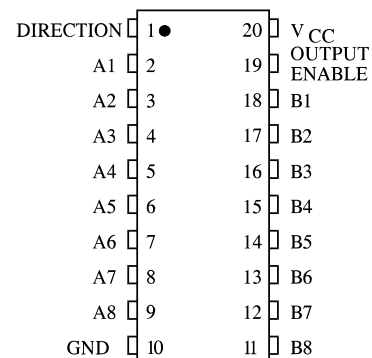 DIRECTION 1 20 VCC
A1 2 19 OUTPUT ENABLE
A2 3 18 B1
A3 4 17 B2
A4 5 16 B3
A5 6 15 B4
A6 7 14 B5
A7 8 13 B6
A8 9 12 B7
GND 10 11 B8